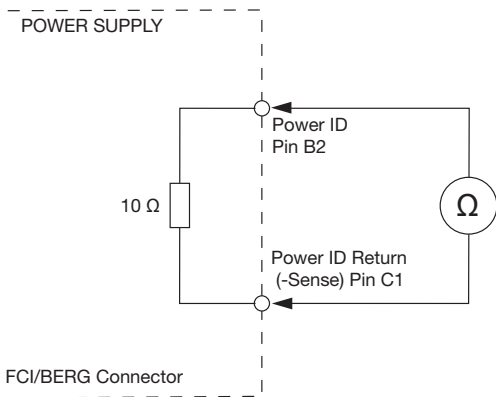 POWER SUPPLY
Power ID
Pin B2
10 Ω
Ω
Power ID Return
(-Sense) Pin C1
FCI/BERG Connector